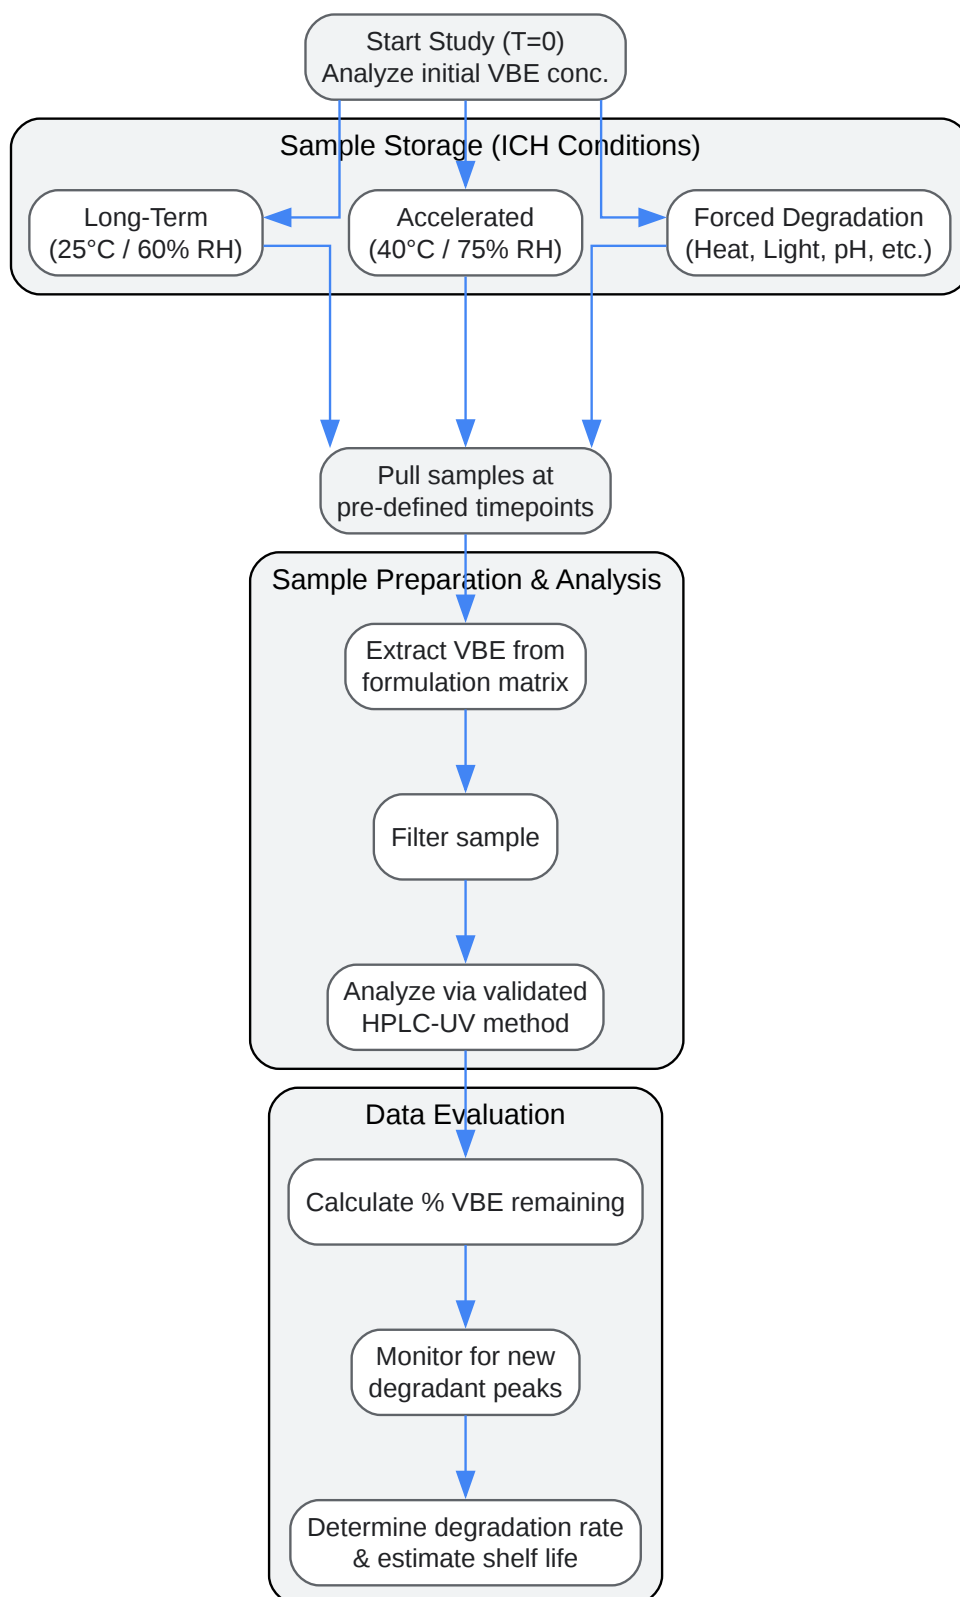 Start Study (T=0)
Analyze initial VBE conc.
Sample Storage (ICH Conditions)
Long-Term
(25°C / 60% RH)
Accelerated
(40°C / 75% RH)
Forced Degradation
(Heat, Light, pH, etc.)
Pull samples at
pre-defined timepoints
Sample Preparation & Analysis
Extract VBE from
formulation matrix
Filter sample
Analyze via validated
HPLC-UV method
Data Evaluation
Calculate % VBE remaining
Monitor for new
degradant peaks
Determine degradation rate
& estimate shelf life